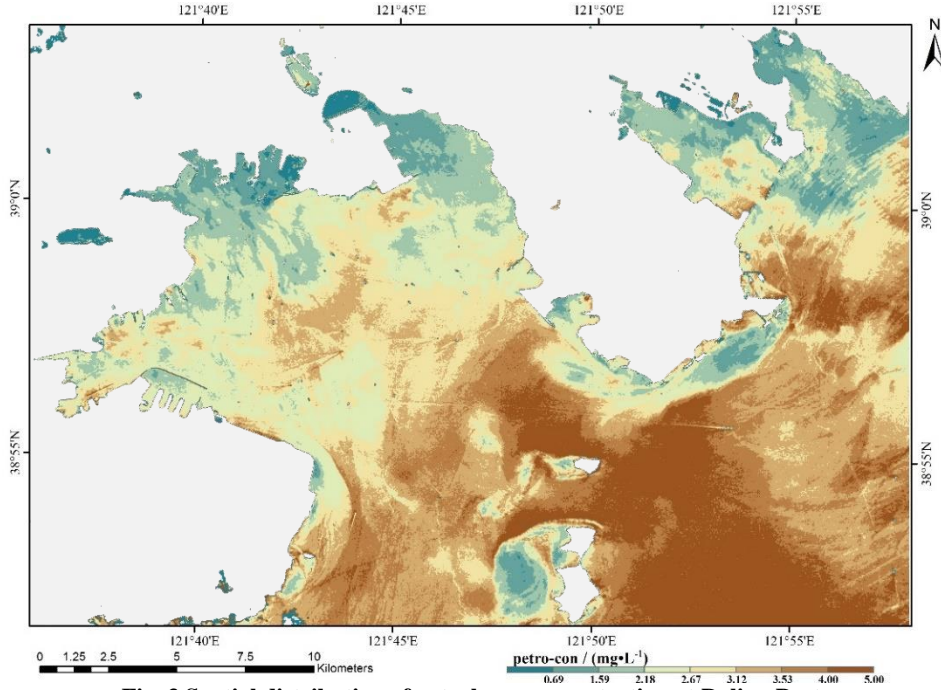 121°40'E 121°45'E 121°50'E 121°55'E
N
39°0'N 39°0'N
38°55'N 38°55'N
121°40'E 121°45'E 121°50'E 121°55'E
0 1.25 2.5 5 7.5 10
Kilometers
petro-con / (mg•L⁻¹)
0.69 1.59 2.18 2.67 3.12 3.53 4.00 5.00